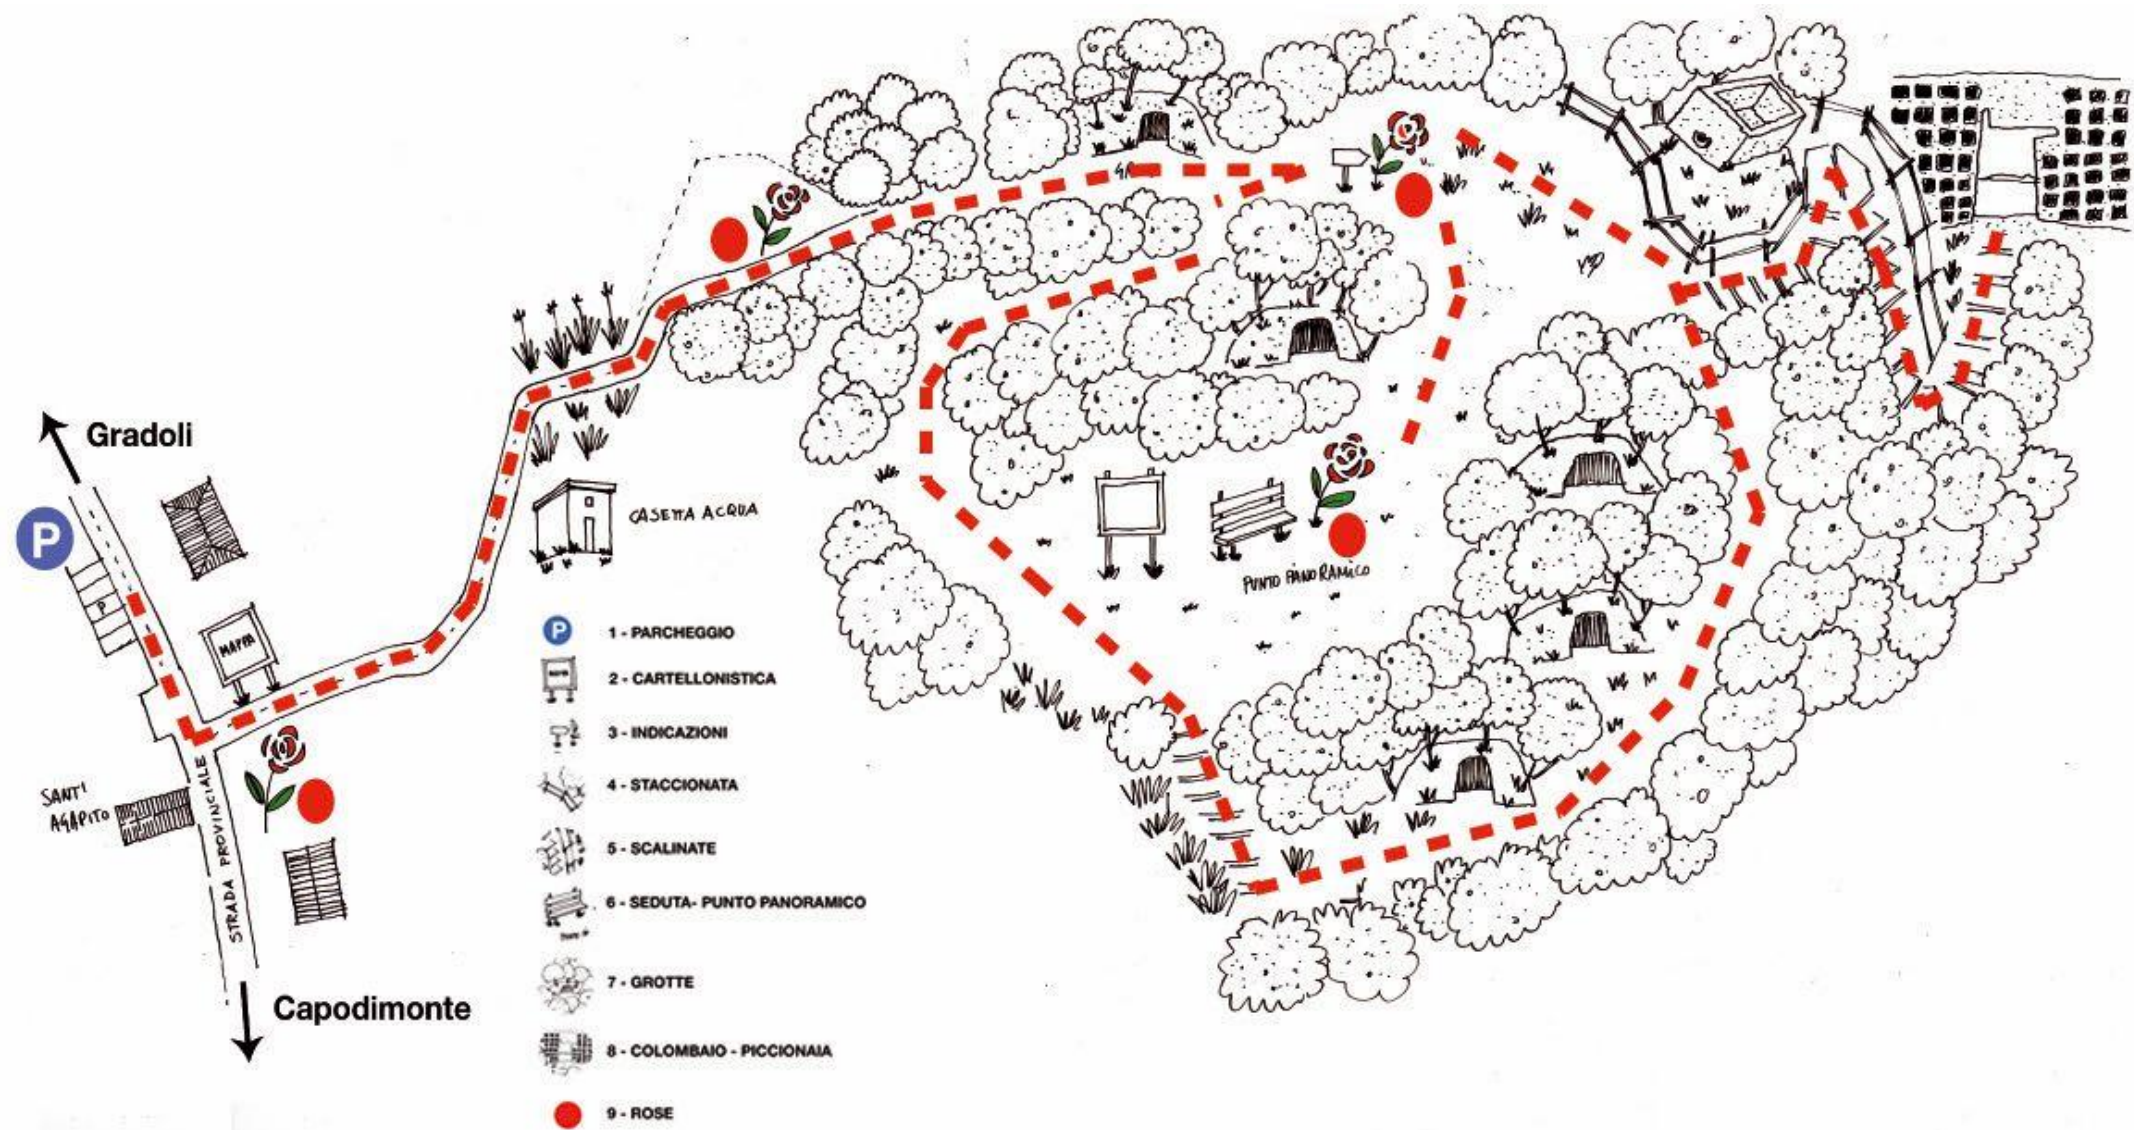 Gradoli
P
P
MAPPA
CASETTA ACQUA
PUNTO PANORAMICO
SANT'
AGAPITO
STRADA PROVINCIALE
Capodimonte
P
1 - PARCHEGGIO
2 - CARTELLONISTICA
3 - INDICAZIONI
4 - STACCIONATA
5 - SCALINATE
6 - SEDUTA- PUNTO PANORAMICO
7 - GROTTE
8 - COLOMBAIO - PICCIONAIA
9 - ROSE